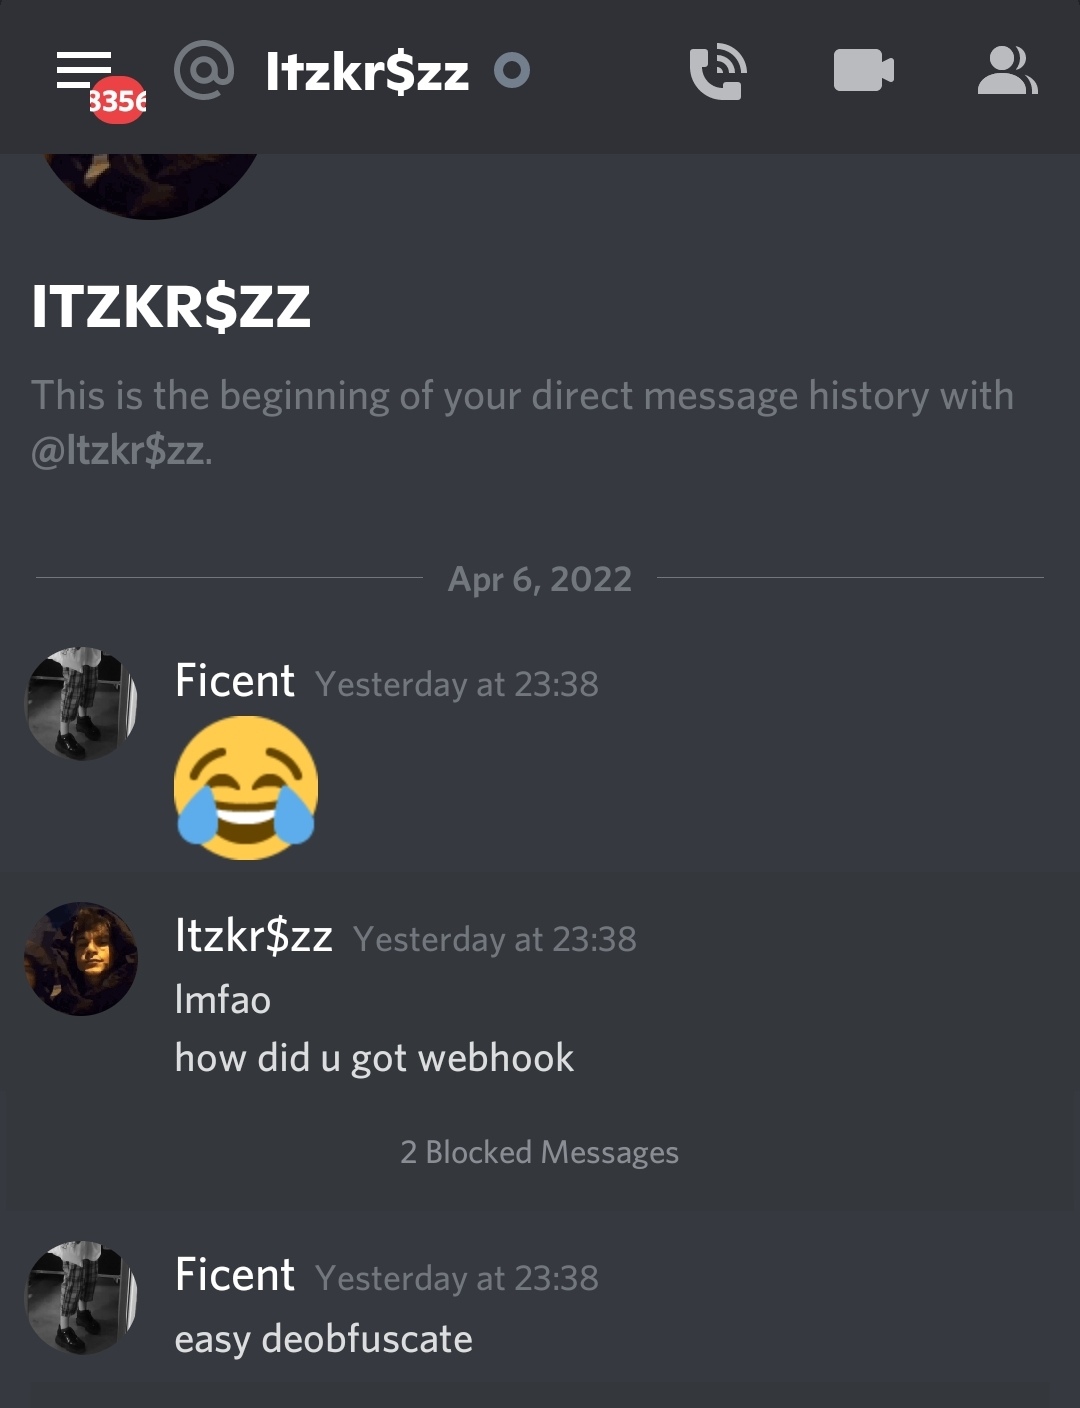 Itzkr$zz
8356
ITZKR$ZZ
This is the beginning of your direct message history with
@Itzkr$zz.
Apr 6, 2022
Ficent Yesterday at 23:38
Itzkr$zz Yesterday at 23:38
lmfao
how did u got webhook
2 Blocked Messages
Ficent Yesterday at 23:38
easy deobfuscate